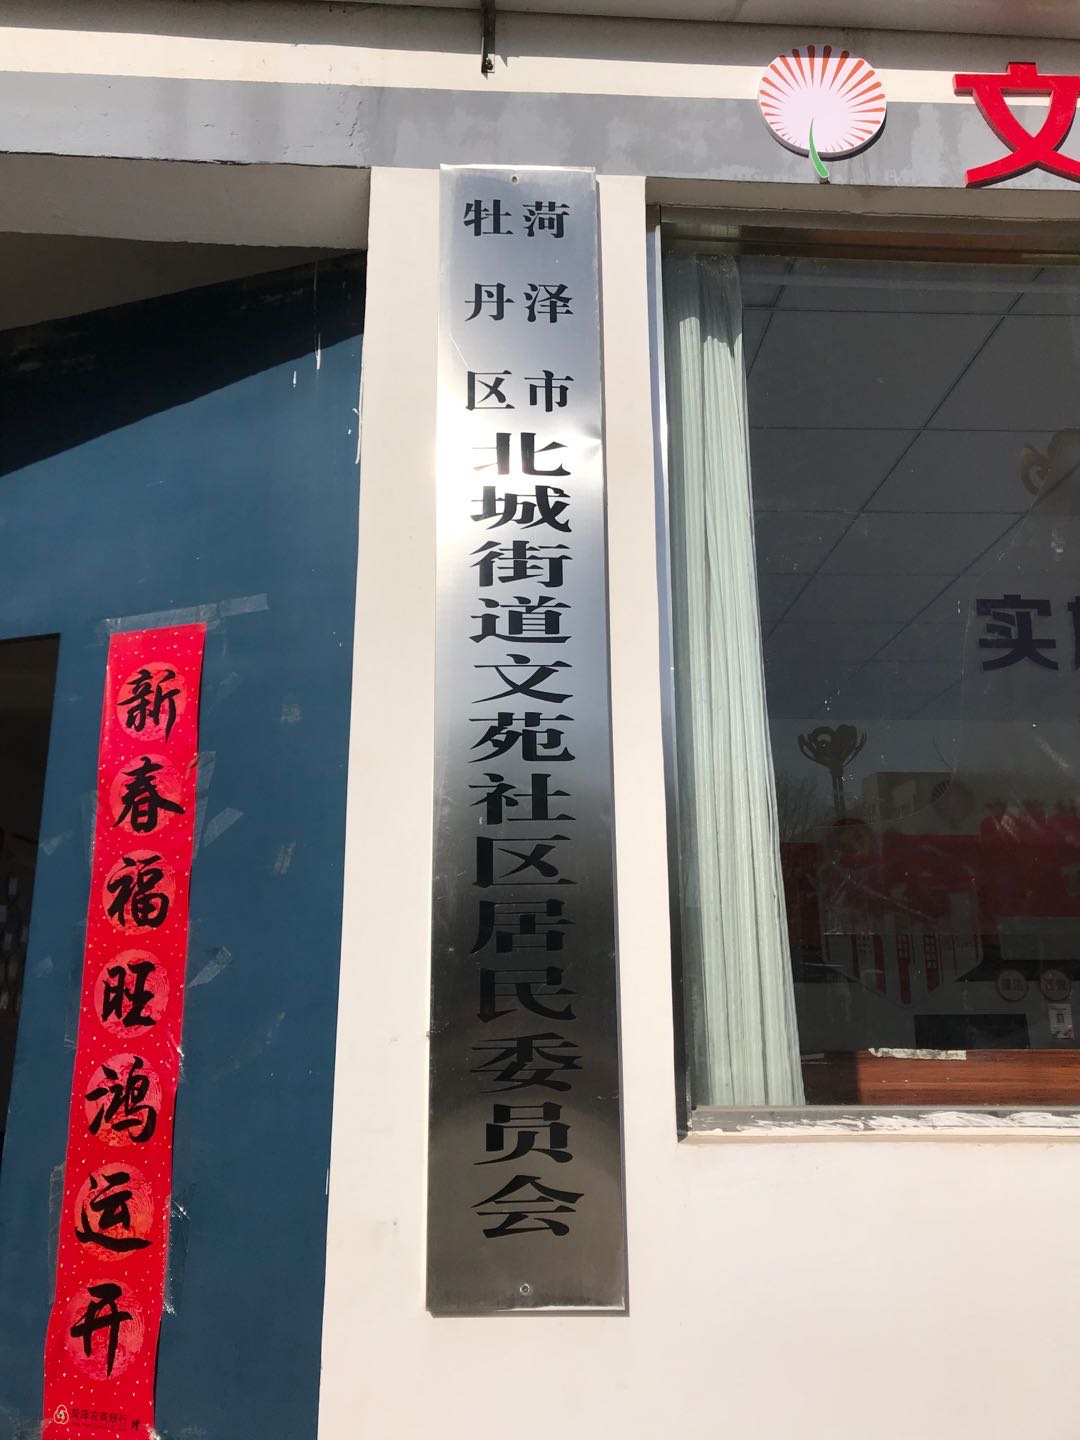 文
菏泽市
牡丹区
北城街道文苑社区居民委员会
实
新春福旺鸿运开